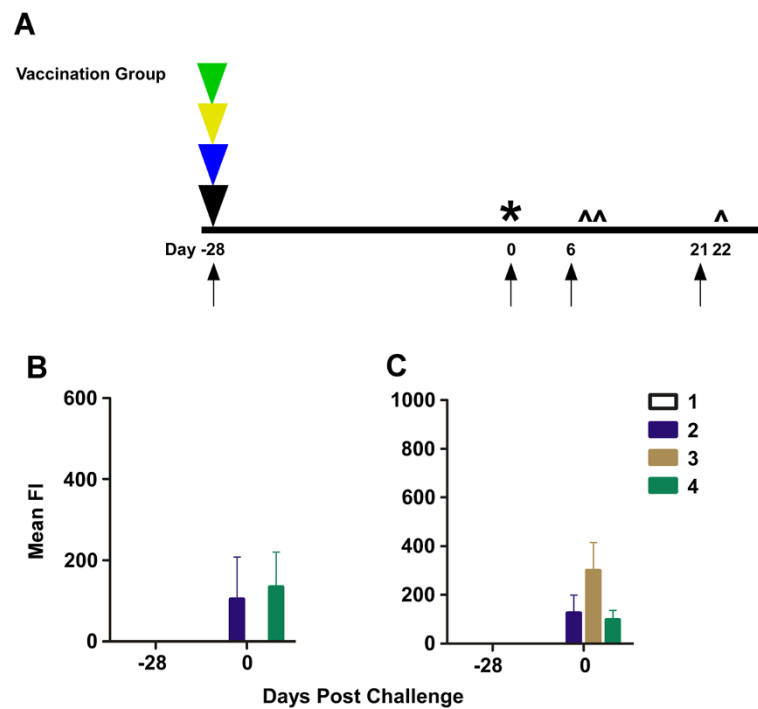 A
Vaccination Group
*
^^
^
Day -28 0 6 21 22
B
C
600
400
200
0
Mean FI
-28 0
1000
800
600
400
200
0
-28 0
1
2
3
4
Days Post Challenge